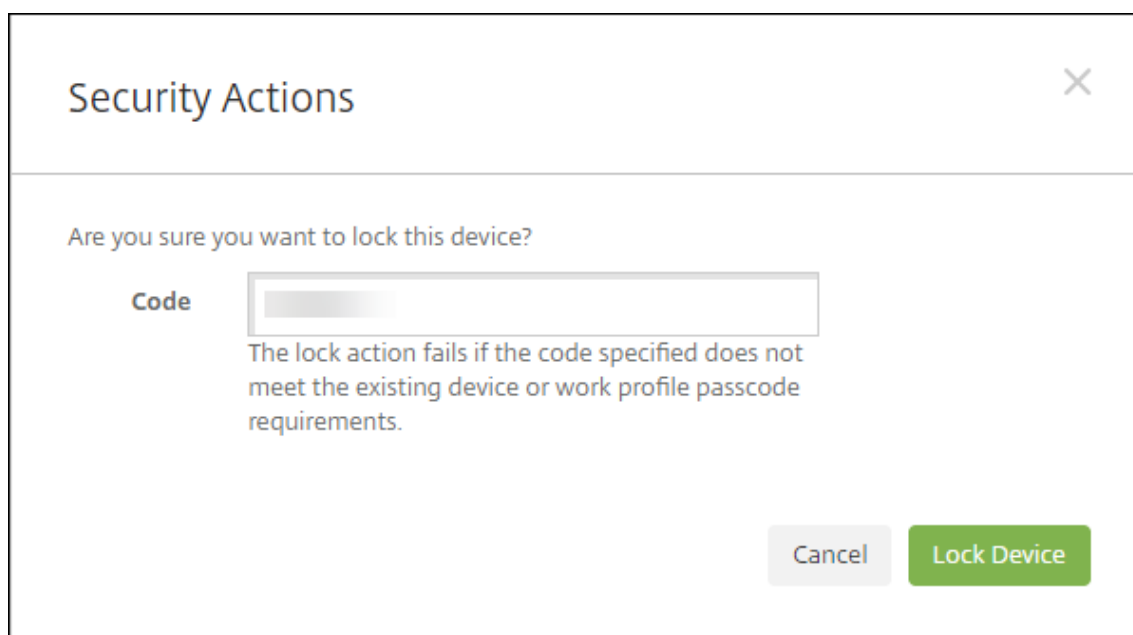 Security Actions
Are you sure you want to lock this device?
Code
The lock action fails if the code specified does not
meet the existing device or work profile passcode
requirements.
Cancel
Lock Device